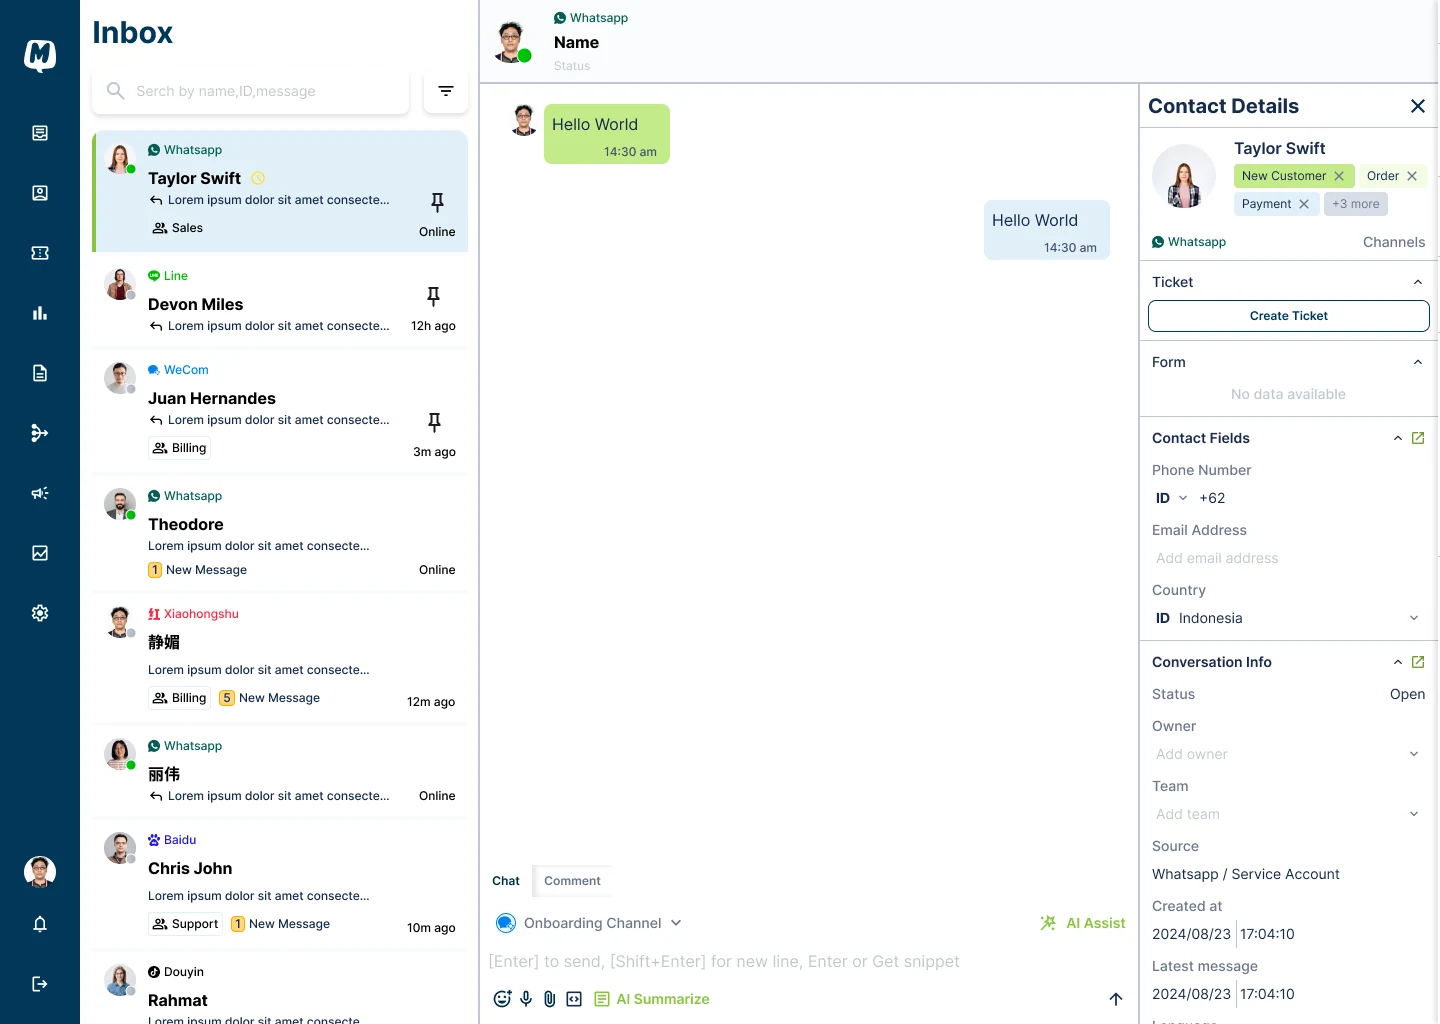 Inbox
Serch by name,ID,message
Whatsapp
Taylor Swift
Lorem ipsum dolor sit amet consecte...
Sales
Online
Line
Devon Miles
Lorem ipsum dolor sit amet consecte...
12h ago
WeCom
Juan Hernandes
Lorem ipsum dolor sit amet consecte...
Billing
3m ago
Whatsapp
Theodore
Lorem ipsum dolor sit amet consecte...
1 New Message
Online
Xiaohongshu
静媚
Lorem ipsum dolor sit amet consecte...
Billing 5 New Message
12m ago
Whatsapp
丽伟
Lorem ipsum dolor sit amet consecte...
Online
Baidu
Chris John
Lorem ipsum dolor sit amet consecte...
Support 1 New Message
10m ago
Douyin
Rahmat
Lorem ipsum dolor sit amet consecte...
Whatsapp
Name
Status
Hello World
14:30 am
Hello World
14:30 am
Chat
Comment
Onboarding Channel
AI Assist
[Enter] to send, [Shift+Enter] for new line, Enter or Get snippet
AI Summarize
Contact Details
Taylor Swift
New Customer
Order
Payment
+3 more
Whatsapp
Channels
Ticket
Create Ticket
Form
No data available
Contact Fields
Phone Number
ID +62
Email Address
Add email address
Country
ID Indonesia
Conversation Info
Status
Open
Owner
Add owner
Team
Add team
Source
Whatsapp / Service Account
Created at
2024/08/23 17:04:10
Latest message
2024/08/23 17:04:10
Language